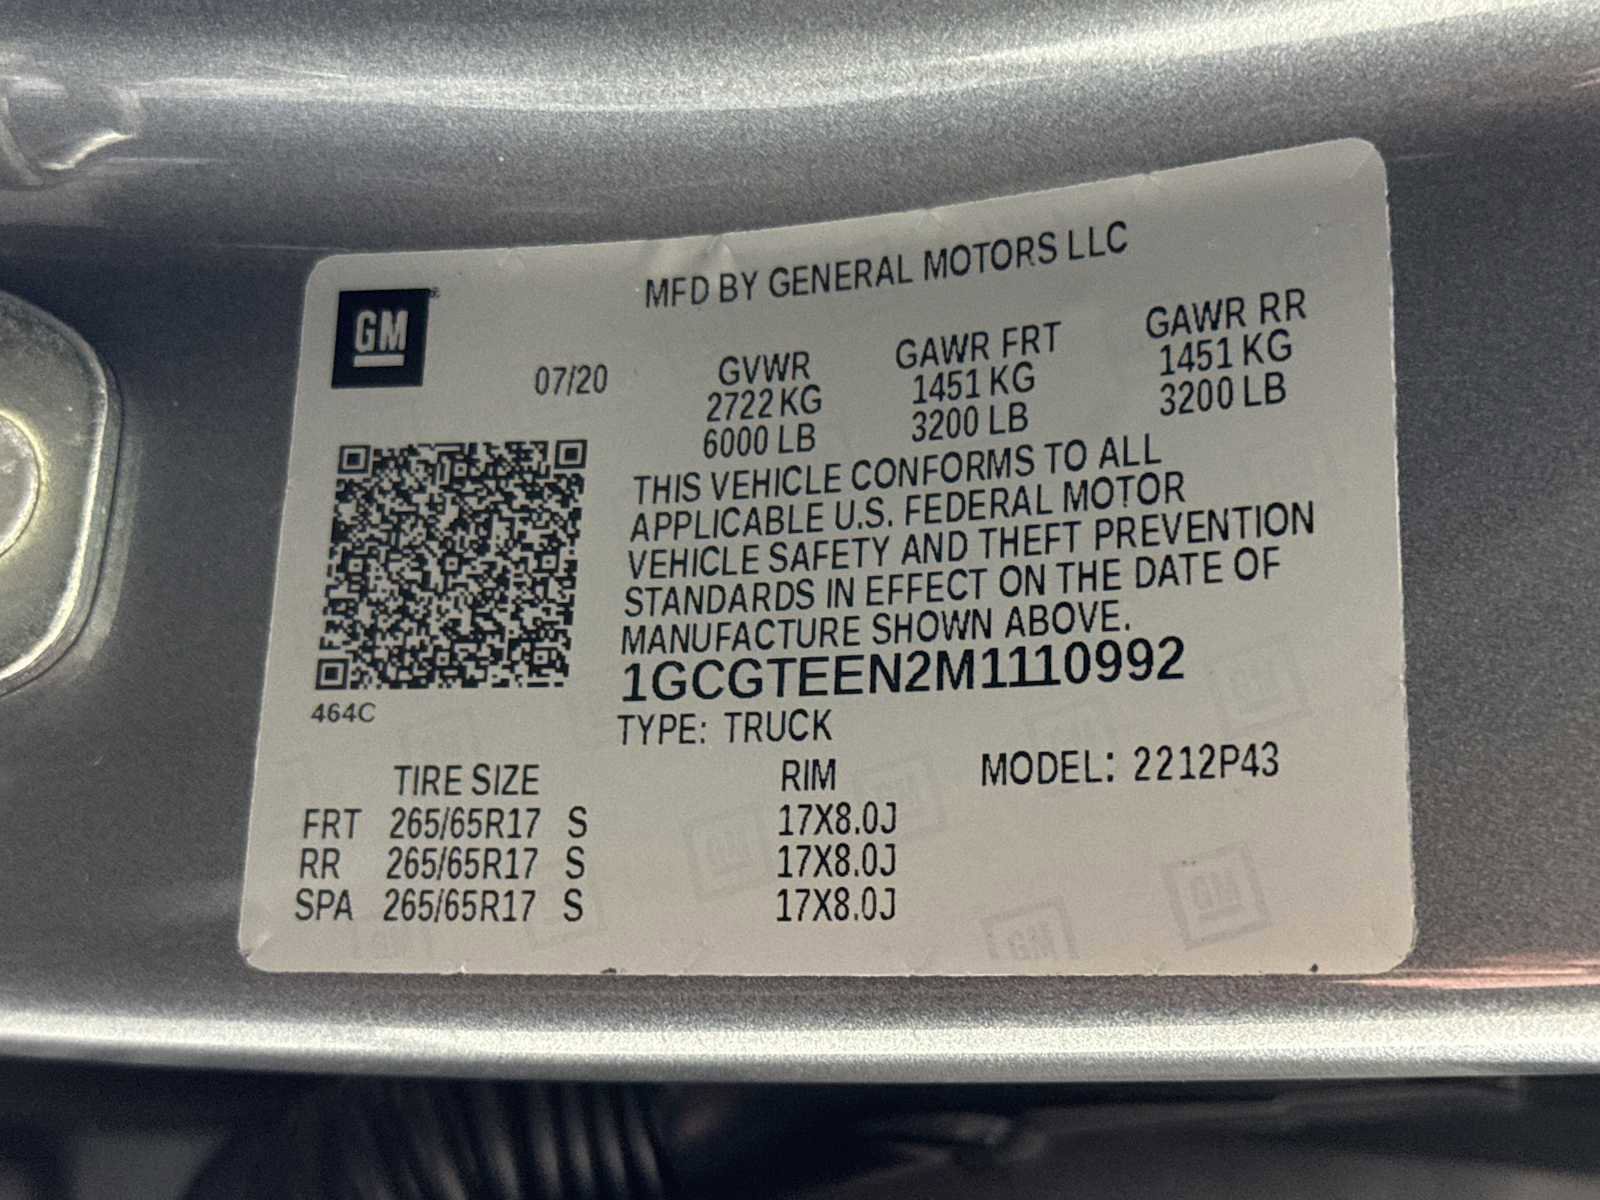 MFD BY GENERAL MOTORS LLC
GM®
07/20
GVWR
2722 KG
6000 LB
GAWR FRT
1451 KG
3200 LB
GAWR RR
1451 KG
3200 LB
THIS VEHICLE CONFORMS TO ALL
APPLICABLE U.S. FEDERAL MOTOR
VEHICLE SAFETY AND THEFT PREVENTION
STANDARDS IN EFFECT ON THE DATE OF
MANUFACTURE SHOWN ABOVE.
1GCGTEEN2M1110992
464C
TYPE: TRUCK
MODEL: 2212P43
TIRE SIZE RIM
FRT 265/65R17 S 17X8.0J
RR 265/65R17 S 17X8.0J
SPA 265/65R17 S 17X8.0J